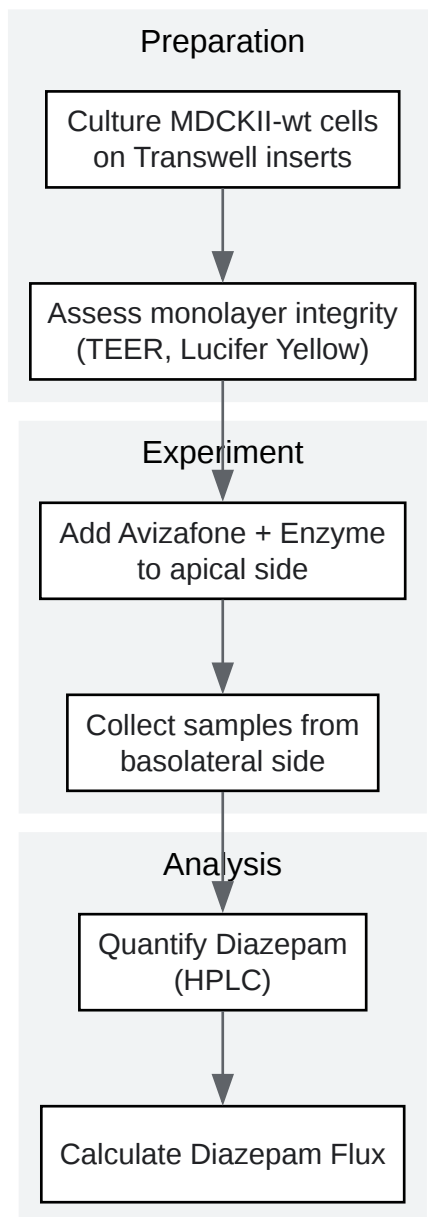 Preparation
Culture MDCKII-wt cells
on Transwell inserts
Assess monolayer integrity
(TEER, Lucifer Yellow)
Experiment
Add Avizafone + Enzyme
to apical side
Collect samples from
basolateral side
Analysis
Quantify Diazepam
(HPLC)
Calculate Diazepam Flux